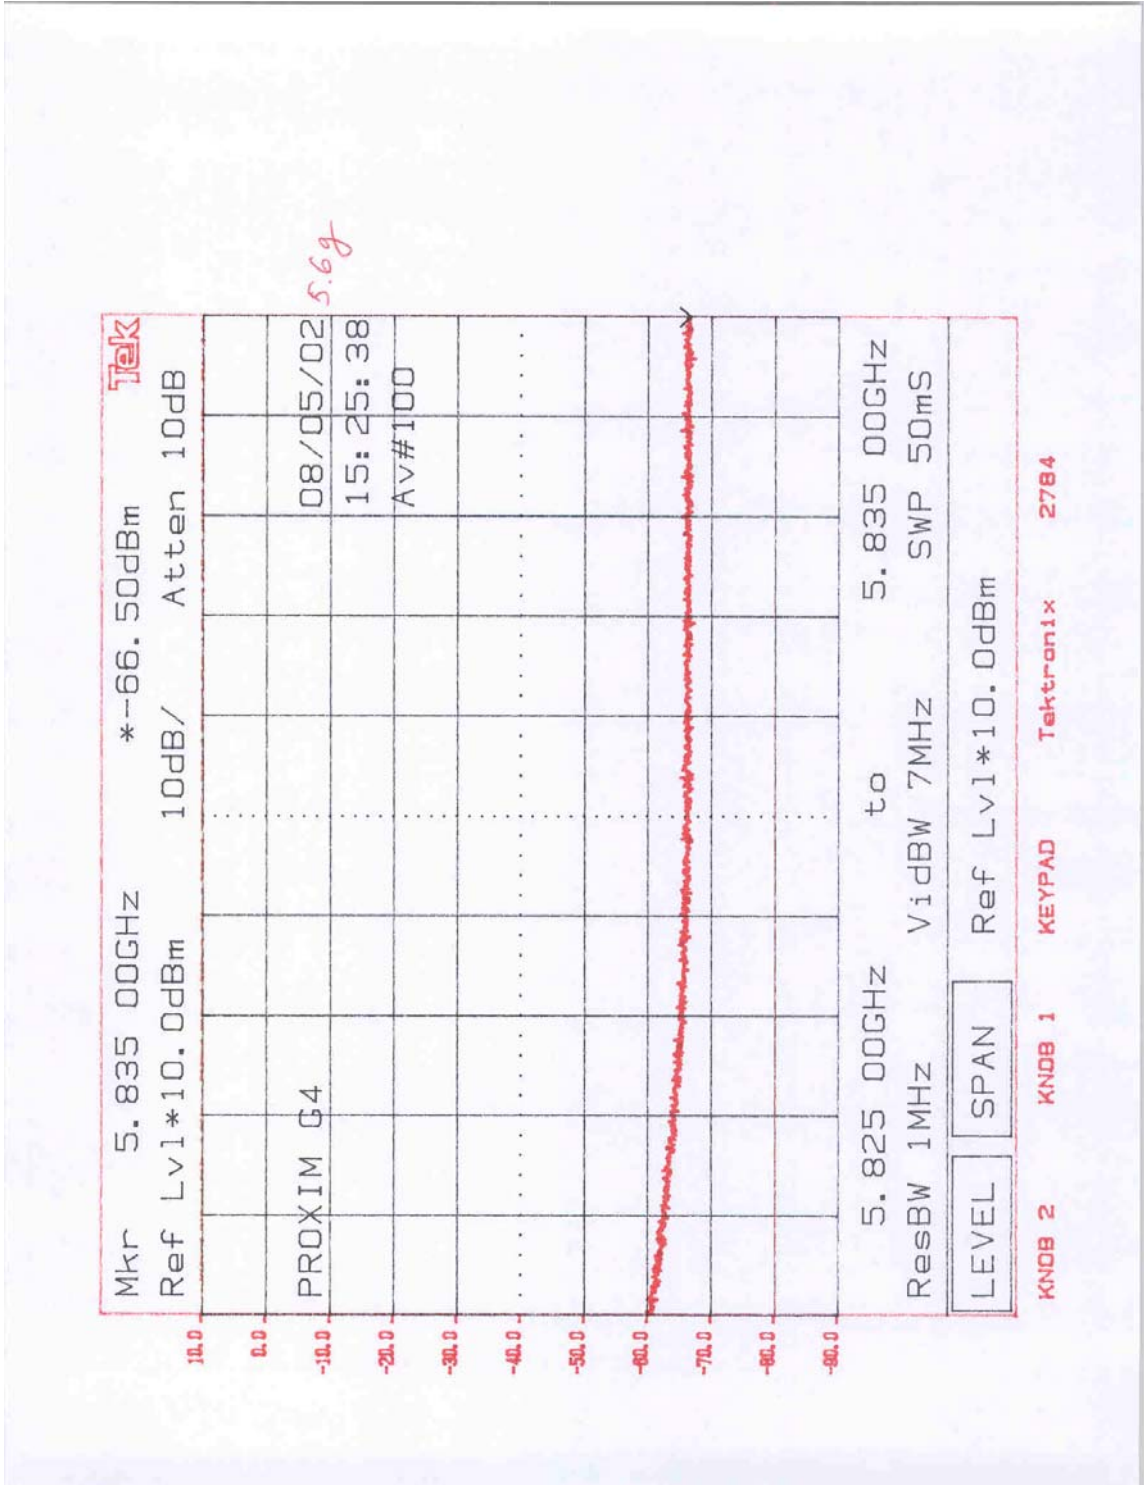 Mkr 5.835 00GHz *-66.50dBm Tek
Ref Lvl*10.0dBm 10dB/ Atten 10dB
10.0
0.0
-10.0
-20.0
-30.0
-40.0
-50.0
-60.0
-70.0
-80.0
-90.0
PROXIM G4 08/05/02 5.6g
15:25:38
Av#100
5.825 00GHz to 5.835 00GHz
ResBW 1MHz VidBW 7MHz SWP 50mS
LEVEL SPAN Ref Lvl*10.0dBm
KNOB 2 KNOB 1 KEYPAD Tektronix 2784